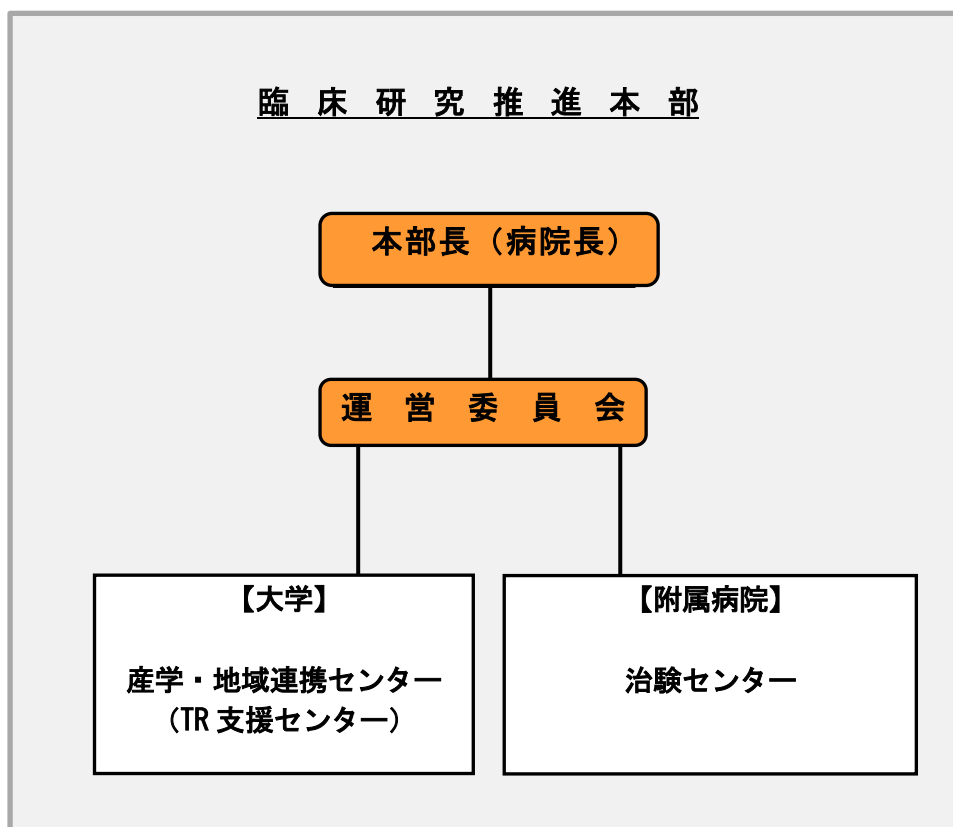 臨床研究推進本部
本部長（病院長）
運営委員会
【大学】
産学・地域連携センター
（TR 支援センター）
【附属病院】
治験センター